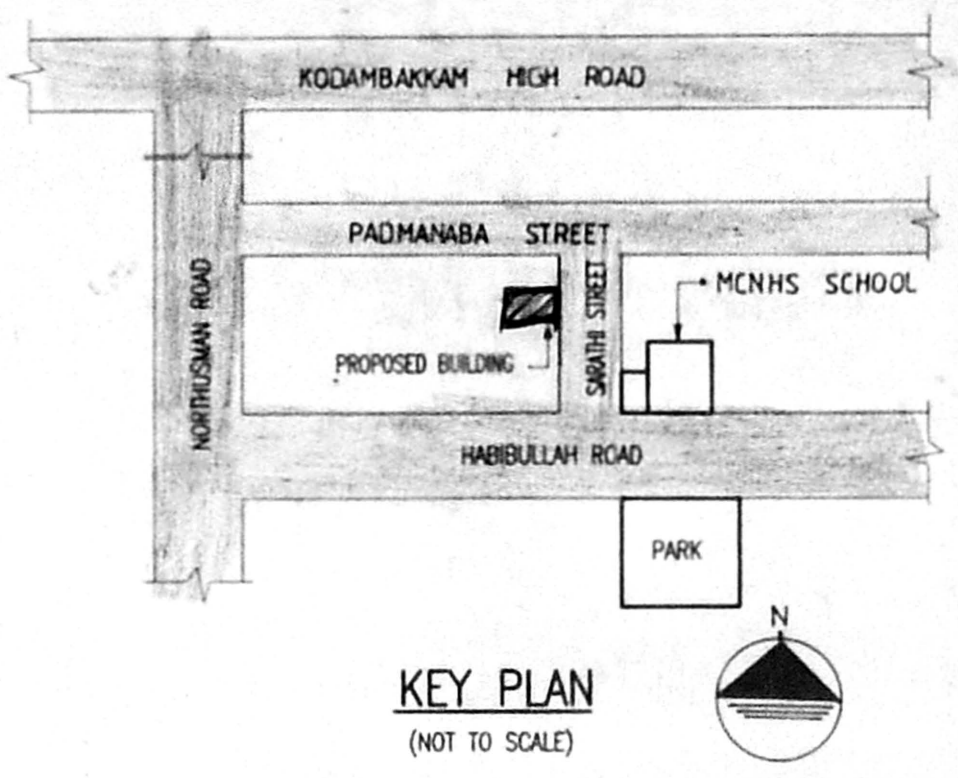 KODAMBAKKAM HIGH ROAD
PADMANABA STREET
NORTHUSMAN ROAD
SARATHI STREET
MCNHS SCHOOL
PROPOSED BUILDING
HABIBULLAH ROAD
PARK
N
KEY PLAN
(NOT TO SCALE)